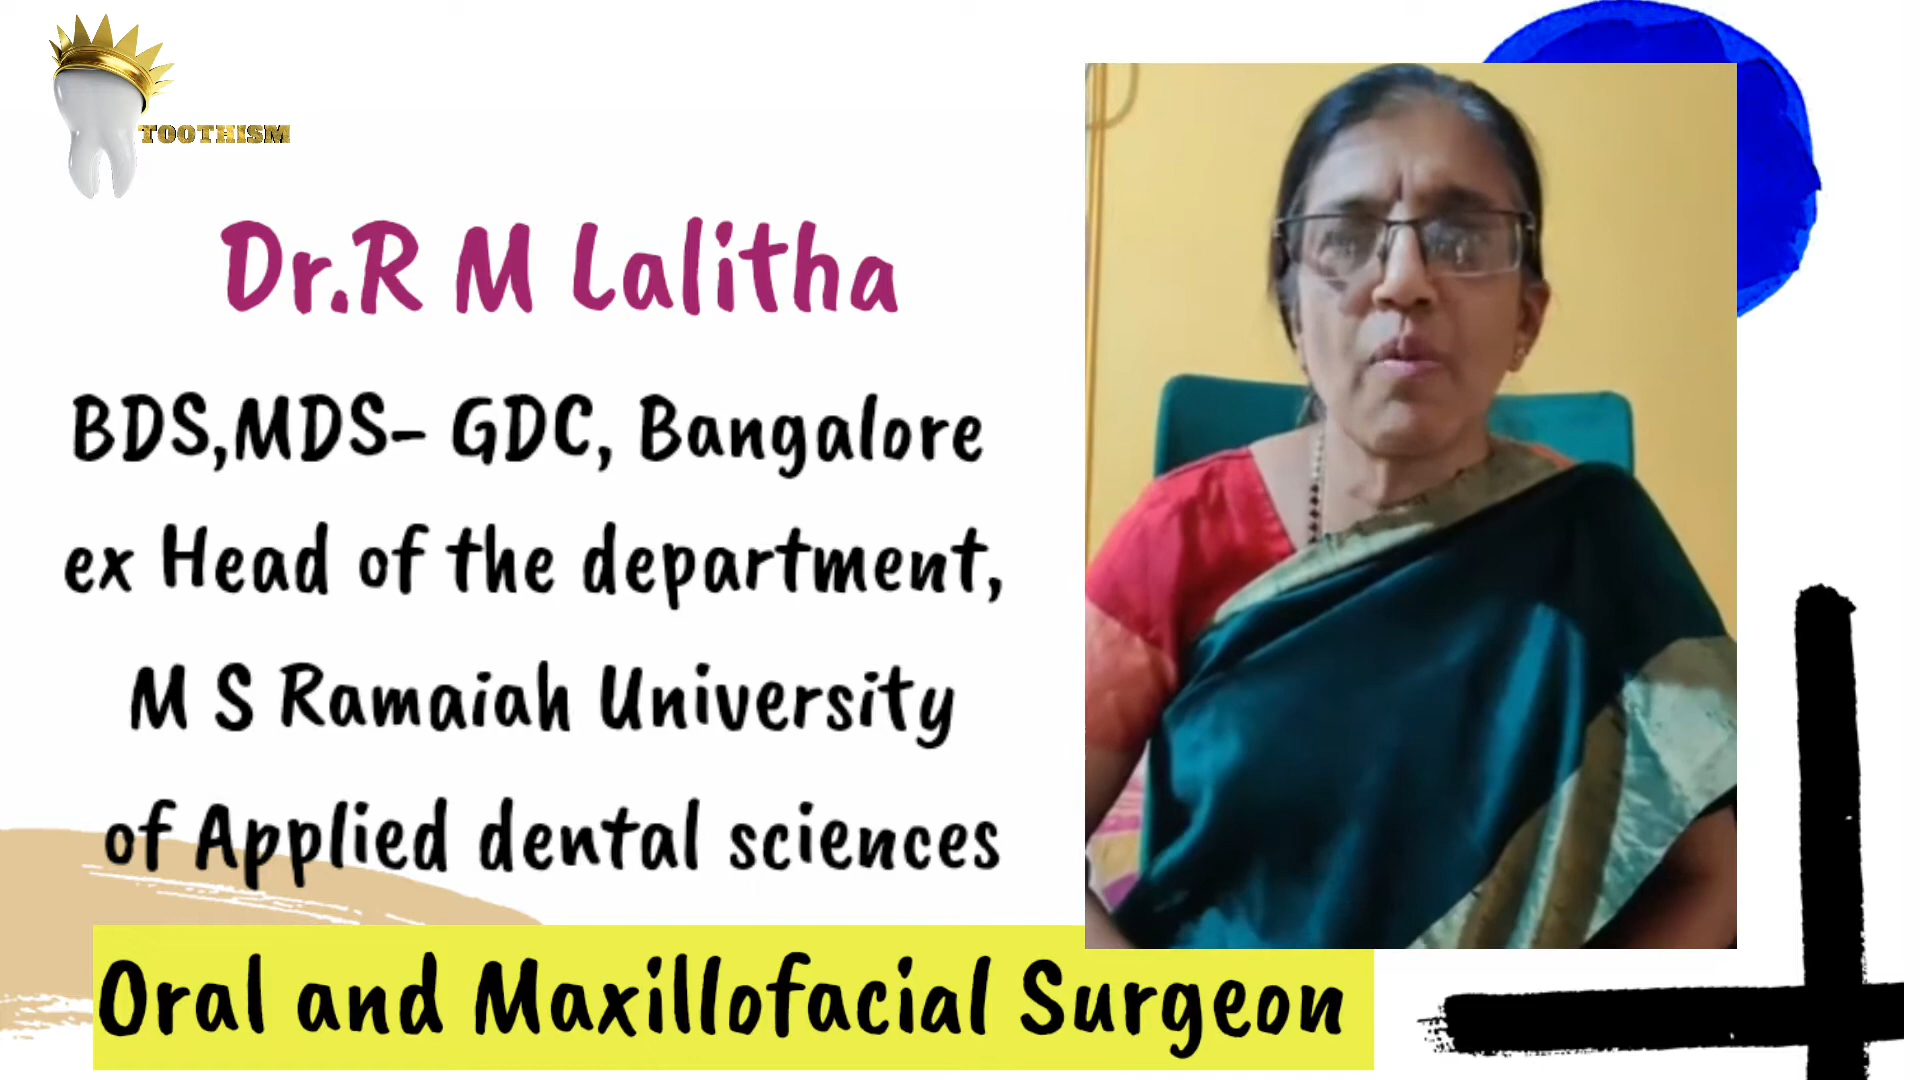 TOOTHISM
Dr.R M Lalitha
BDS,MDS- GDC, Bangalore
ex Head of the department,
M S Ramaiah University
of Applied dental sciences
Oral and Maxillofacial Surgeon